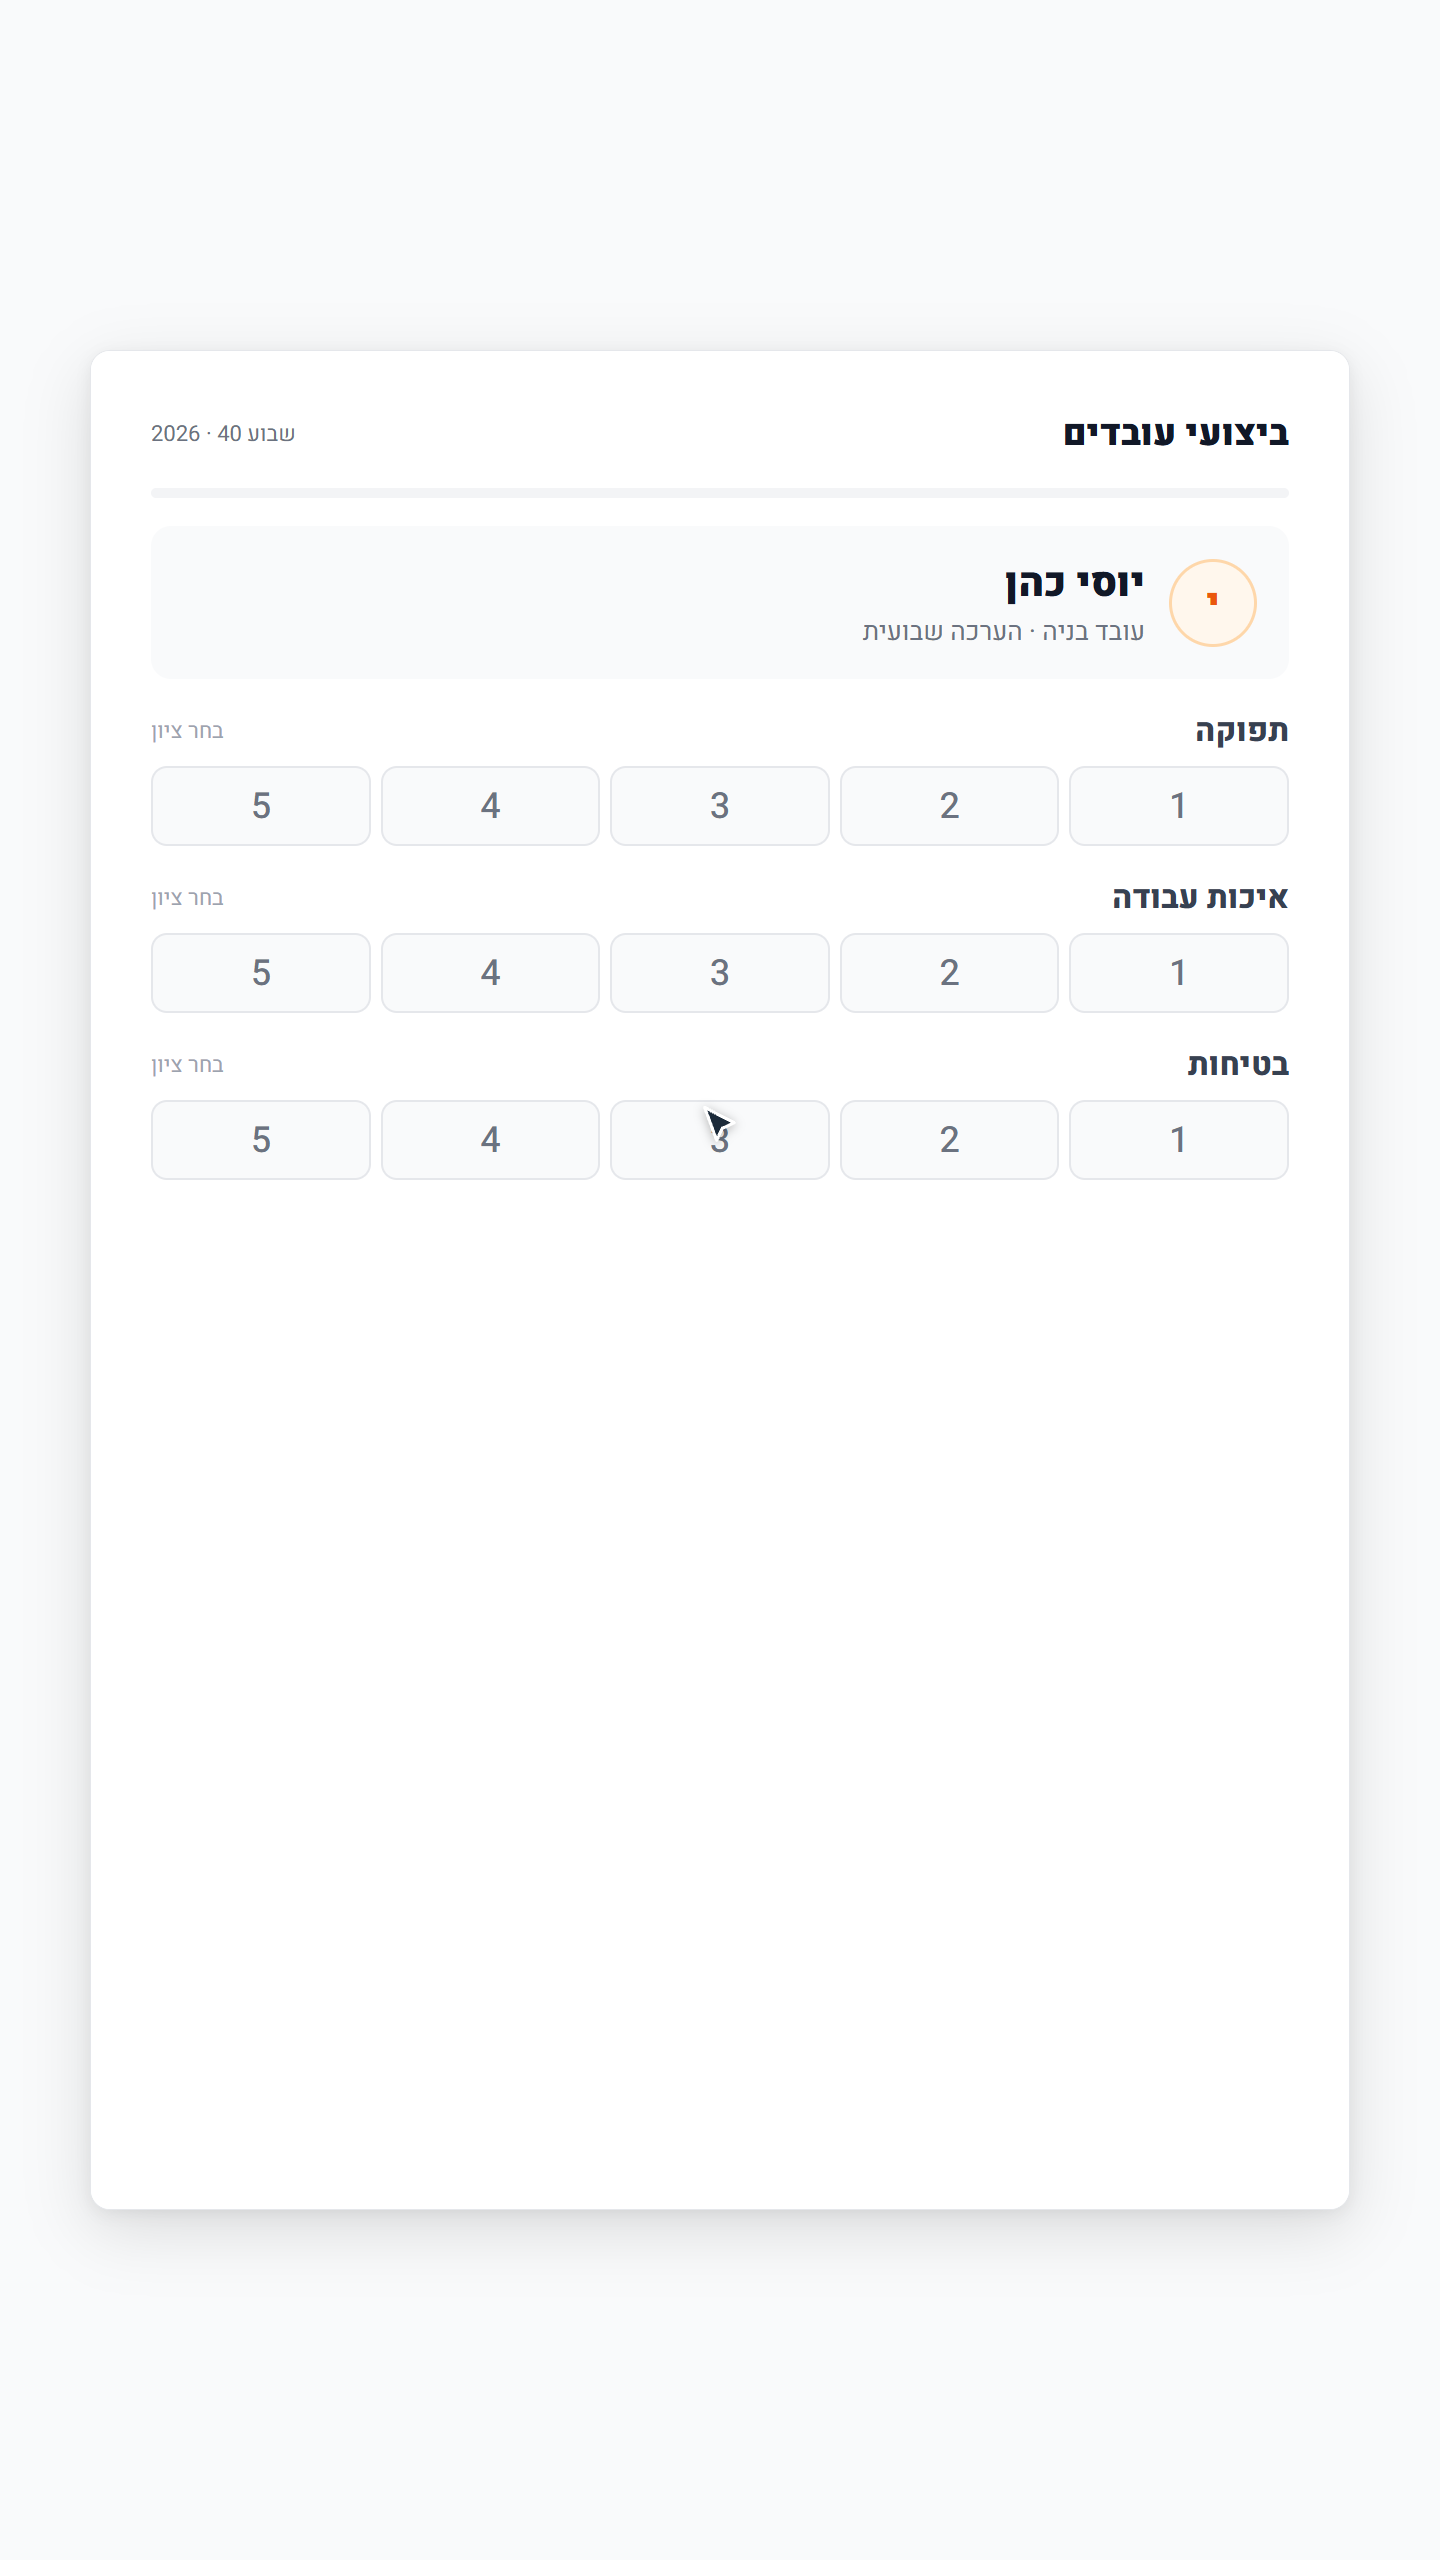 ביצועי עובדים
שבוע 40 · 2026
י
יוסי כהן
עובד בניה · הערכה שבועית
תפוקה
בחר ציון
1 2 3 4 5
איכות עבודה
בחר ציון
1 2 3 4 5
בטיחות
בחר ציון
1 2 3 4 5